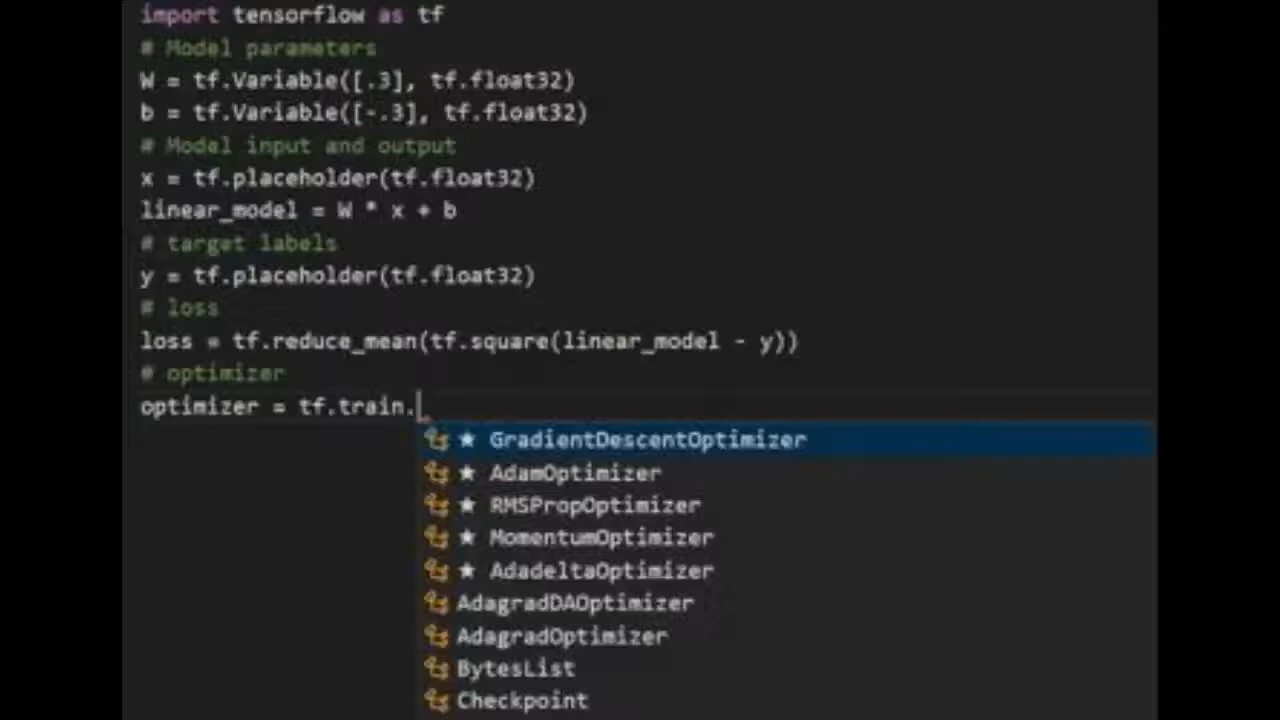 import tensorflow as tf
# Model parameters
W = tf.Variable([.3], tf.float32)
b = tf.Variable([-.3], tf.float32)
# Model input and output
x = tf.placeholder(tf.float32)
linear_model = W * x + b
# target labels
y = tf.placeholder(tf.float32)
# loss
loss = tf.reduce_mean(tf.square(linear_model - y))
# optimizer
optimizer = tf.train.
★ GradientDescentOptimizer
★ AdamOptimizer
★ RMSPropOptimizer
★ MomentumOptimizer
★ AdadeltaOptimizer
AdagradDAOptimizer
AdagradOptimizer
BytesList
Checkpoint